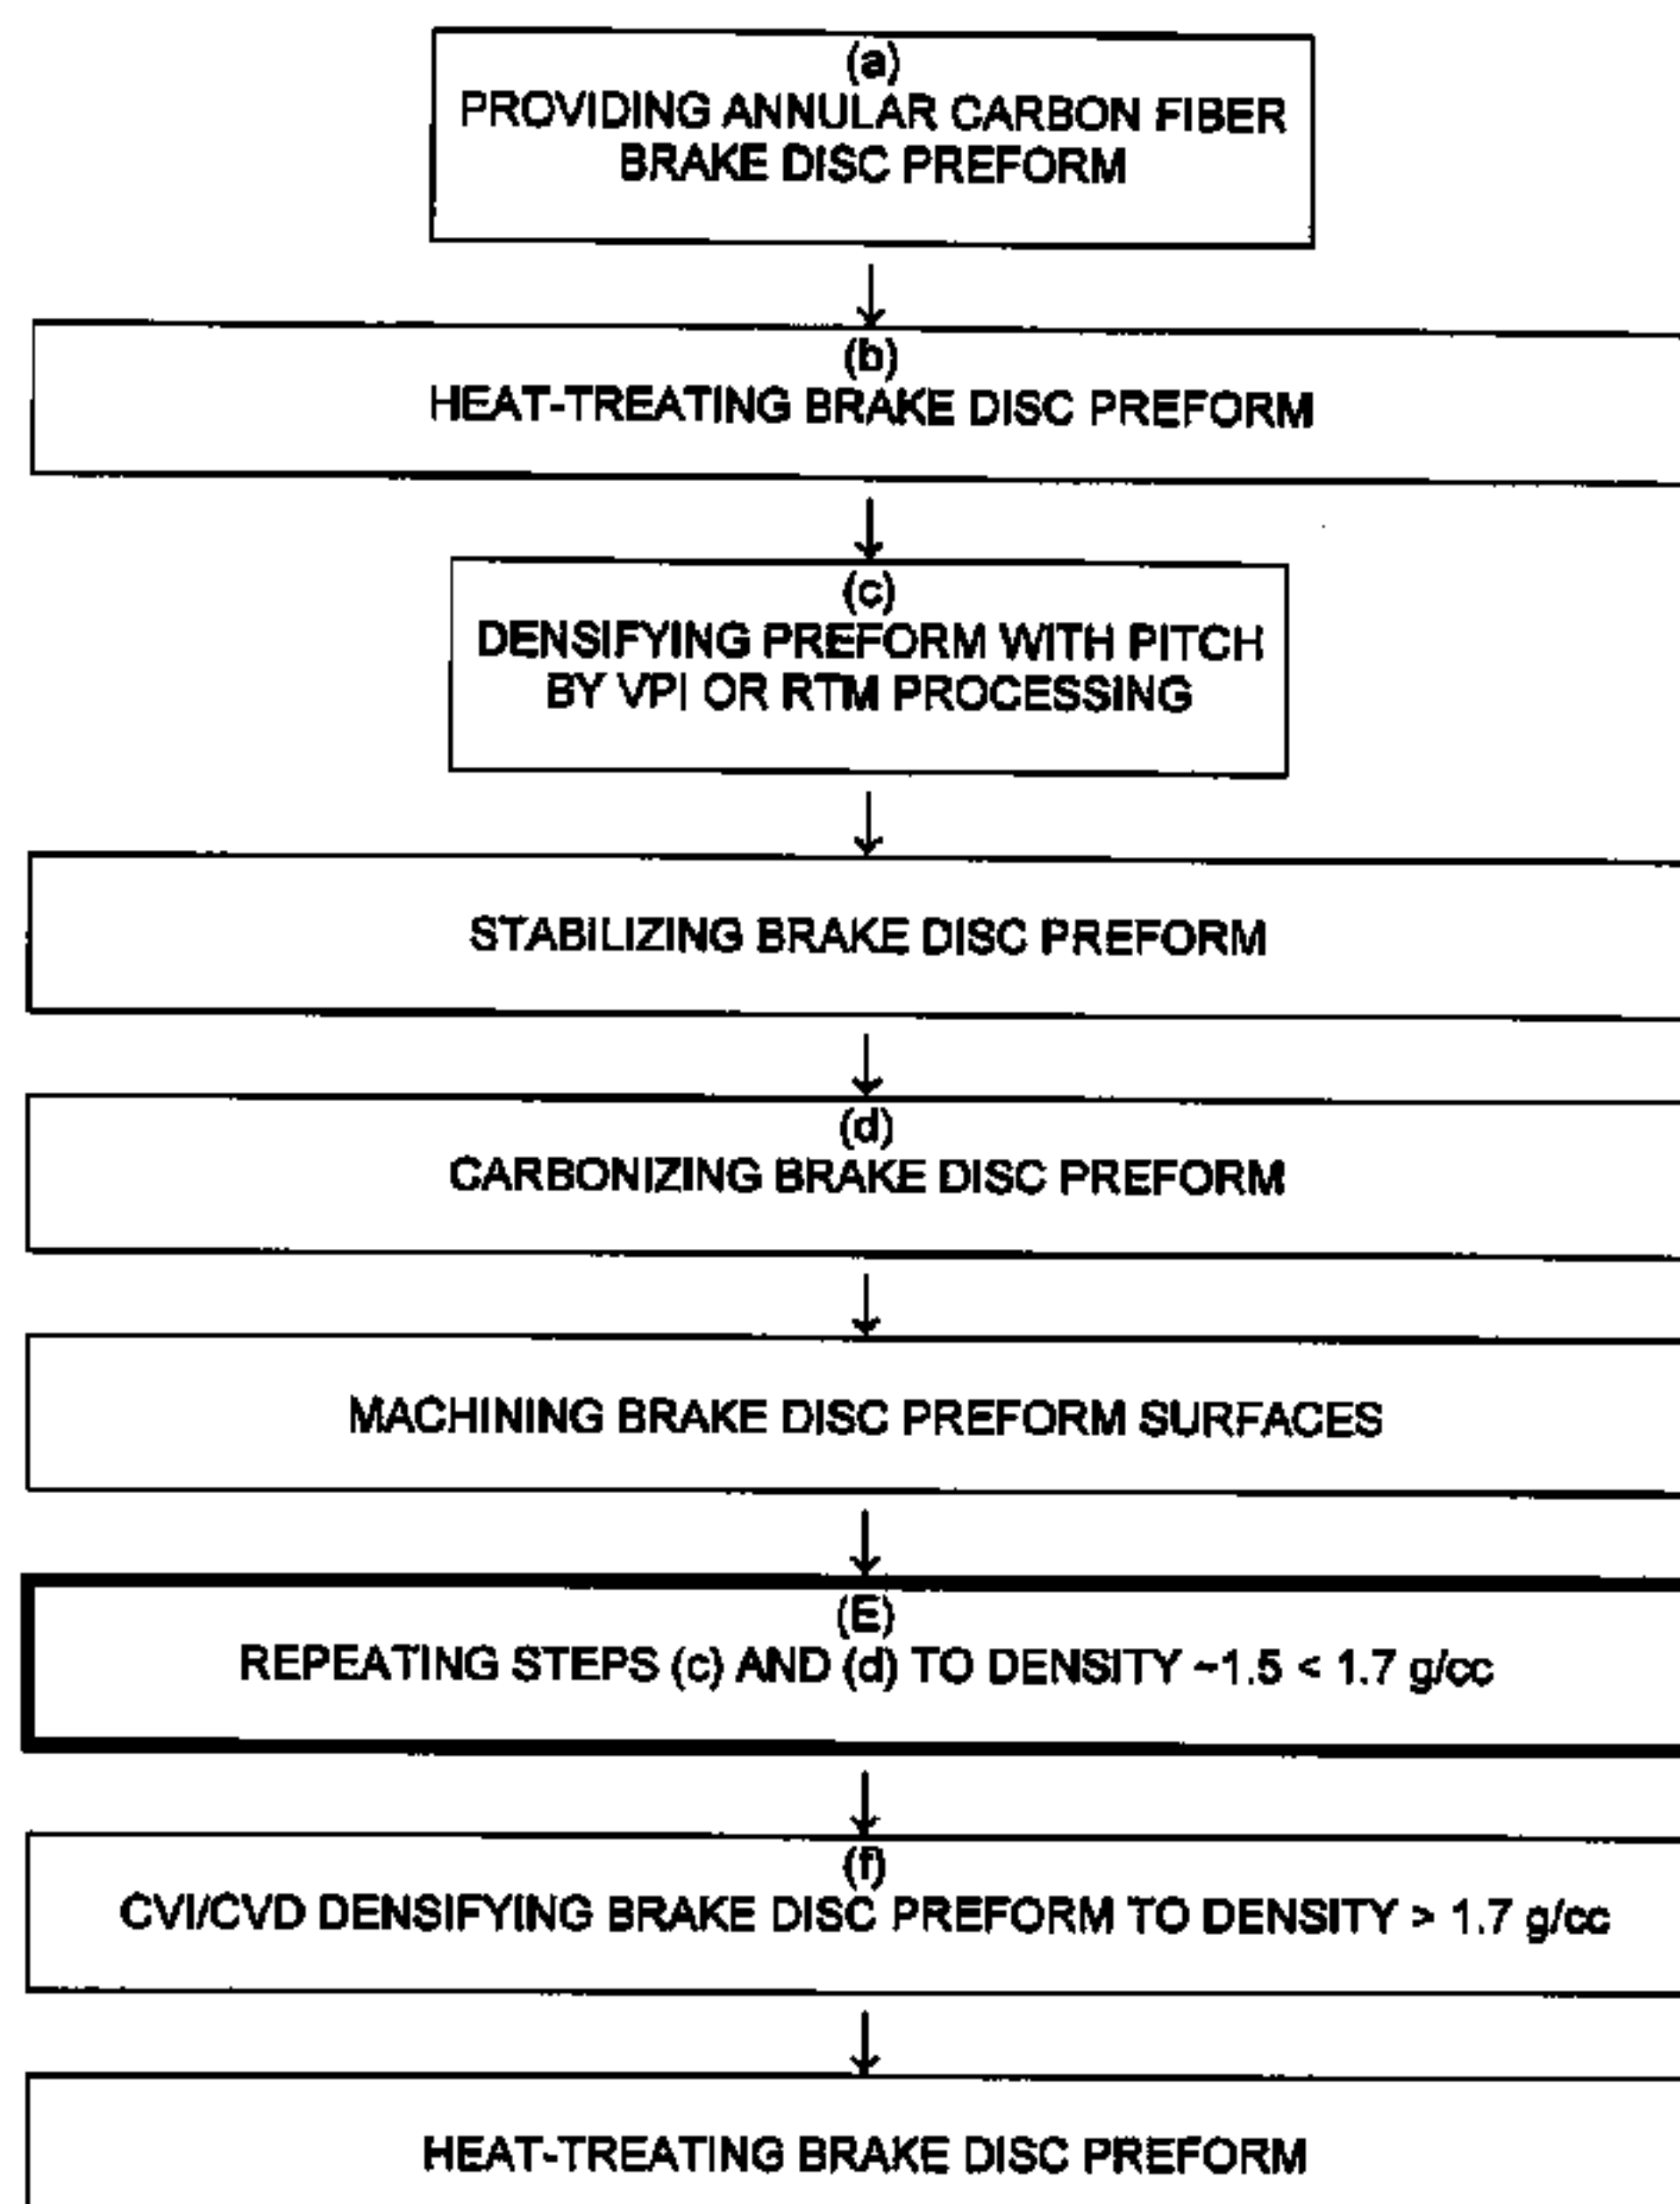 (a)
PROVIDING ANNULAR CARBON FIBER
BRAKE DISC PREFORM
(b)
HEAT-TREATING BRAKE DISC PREFORM
(c)
DENSIFYING PREFORM WITH PITCH
BY VPI OR RTM PROCESSING
STABILIZING BRAKE DISC PREFORM
(d)
CARBONIZING BRAKE DISC PREFORM
MACHINING BRAKE DISC PREFORM SURFACES
(E)
REPEATING STEPS (c) AND (d) TO DENSITY ~1.5 < 1.7 g/cc
(f)
CVI/CVD DENSIFYING BRAKE DISC PREFORM TO DENSITY > 1.7 g/cc
HEAT-TREATING BRAKE DISC PREFORM